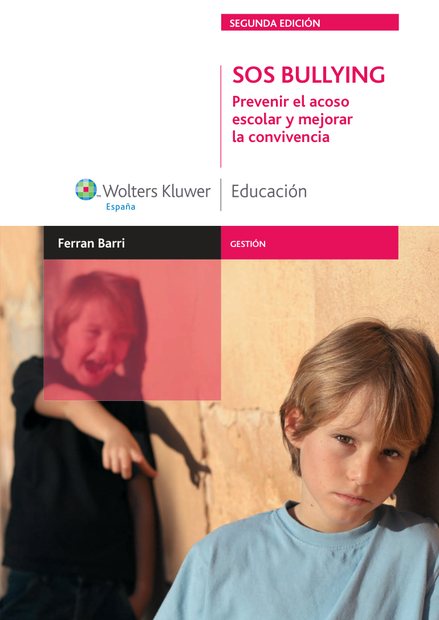 SEGUNDA EDICIÓN
SOS BULLYING
Prevenir el acoso
escolar y mejorar
la convivencia
Wolters Kluwer
España
Educación
Ferran Barri
GESTIÓN